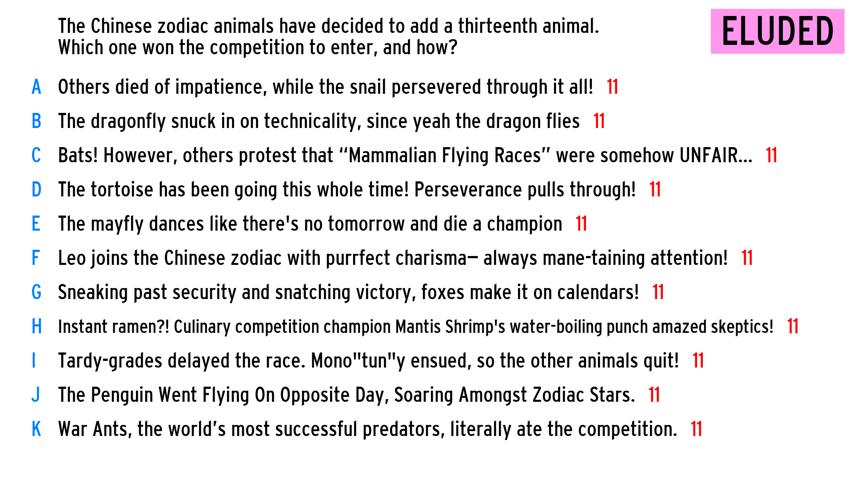 The Chinese zodiac animals have decided to add a thirteenth animal.
Which one won the competition to enter, and how?
ELUDED
A Others died of impatience, while the snail persevered through it all! 11
B The dragonfly snuck in on technicality, since yeah the dragon flies 11
C Bats! However, others protest that “Mammalian Flying Races” were somehow UNFAIR... 11
D The tortoise has been going this whole time! Perseverance pulls through! 11
E The mayfly dances like there's no tomorrow and die a champion 11
F Leo joins the Chinese zodiac with purrfect charisma— always mane-taining attention! 11
G Sneaking past security and snatching victory, foxes make it on calendars! 11
H Instant ramen?! Culinary competition champion Mantis Shrimp's water-boiling punch amazed skeptics! 11
I Tardy-grades delayed the race. Mono"tun"y ensued, so the other animals quit! 11
J The Penguin Went Flying On Opposite Day, Soaring Amongst Zodiac Stars. 11
K War Ants, the world’s most successful predators, literally ate the competition. 11